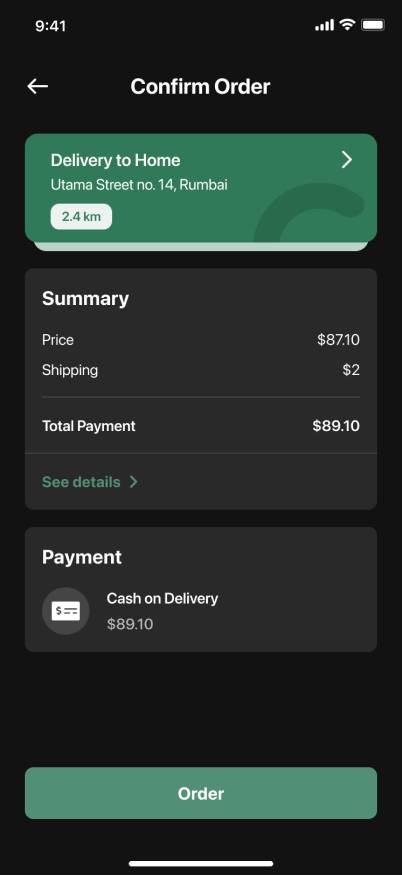 9:41
Confirm Order
Delivery to Home
Utama Street no. 14, Rumbai
2.4 km
Summary
Price $87.10
Shipping $2
Total Payment $89.10
See details
Payment
$
Cash on Delivery
$89.10
Order